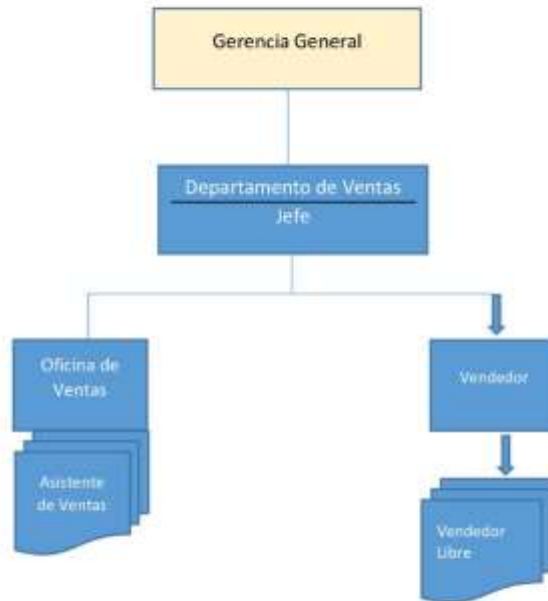 Gerencia General
Departamento de Ventas
Jefe
Oficina de
Ventas
Vendedor
Asistente
de Ventas
Vendedor
Libre